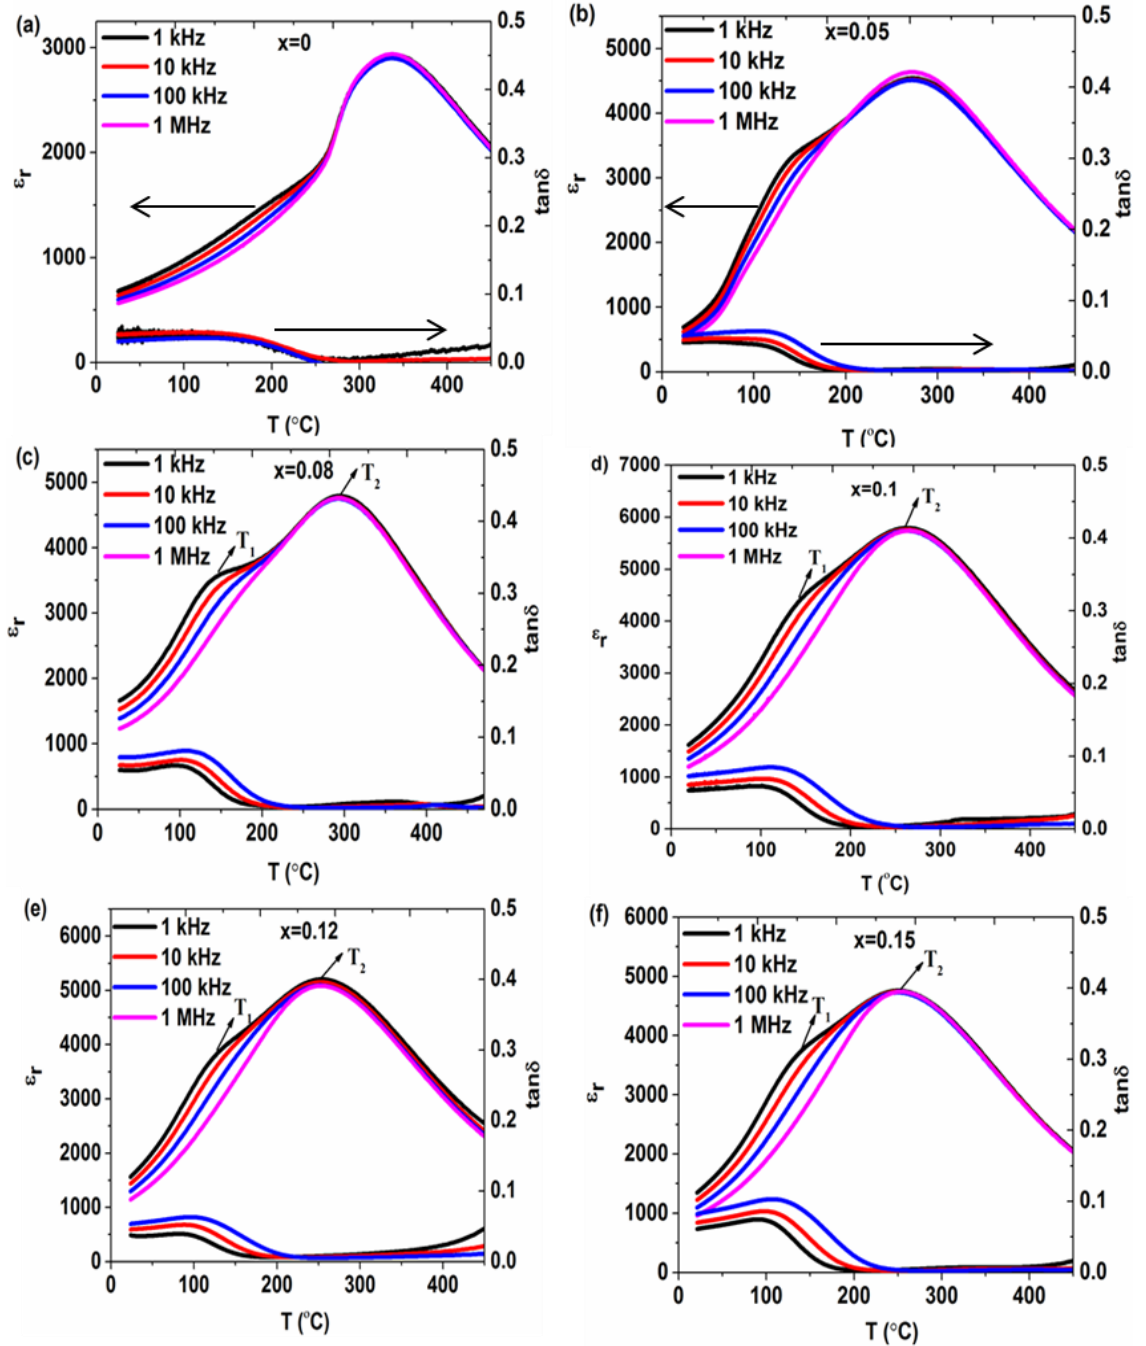 (a)
1 kHz
10 kHz
100 kHz
1 MHz
x=0
3000
2000
1000
0
εr
0.5
0.4
0.3
0.2
0.1
0.0
tanδ
0 100 200 300 400
T (°C)
(b)
1 kHz
10 kHz
100 kHz
1 MHz
x=0.05
5000
4000
3000
2000
1000
0
εr
0.5
0.4
0.3
0.2
0.1
0.0
tanδ
0 100 200 300 400
T (°C)
(c)
1 kHz
10 kHz
100 kHz
1 MHz
x=0.08
T2
T1
5000
4000
3000
2000
1000
0
εr
0.5
0.4
0.3
0.2
0.1
0.0
tanδ
0 100 200 300 400
T (°C)
d)
1 kHz
10 kHz
100 kHz
1 MHz
x=0.1
T2
T1
7000
6000
5000
4000
3000
2000
1000
0
εr
0.5
0.4
0.3
0.2
0.1
0.0
tanδ
0 100 200 300 400
T (°C)
(e)
1 kHz
10 kHz
100 kHz
1 MHz
x=0.12
T2
T1
6000
5000
4000
3000
2000
1000
0
εr
0.5
0.4
0.3
0.2
0.1
0.0
tanδ
0 100 200 300 400
T (°C)
(f)
1 kHz
10 kHz
100 kHz
1 MHz
x=0.15
T2
T1
6000
5000
4000
3000
2000
1000
0
εr
0.5
0.4
0.3
0.2
0.1
0.0
tanδ
0 100 200 300 400
T (°C)